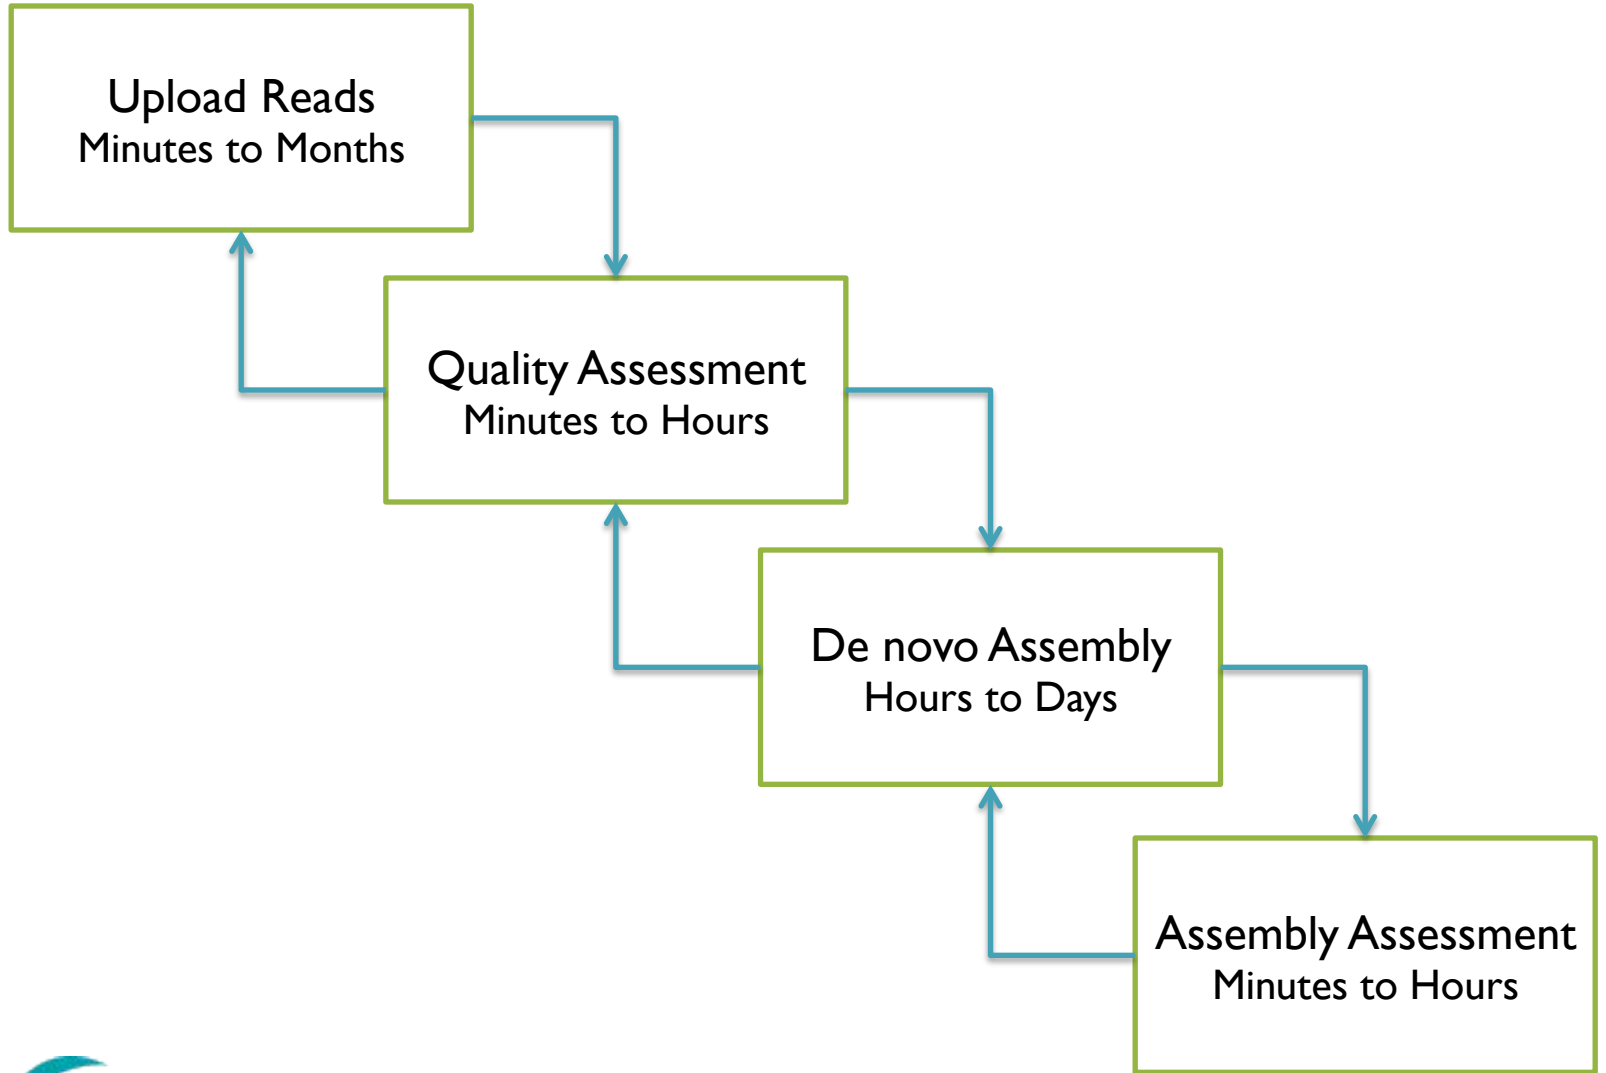 Upload Reads
Minutes to Months
Quality Assessment
Minutes to Hours
De novo Assembly
Hours to Days
Assembly Assessment
Minutes to Hours